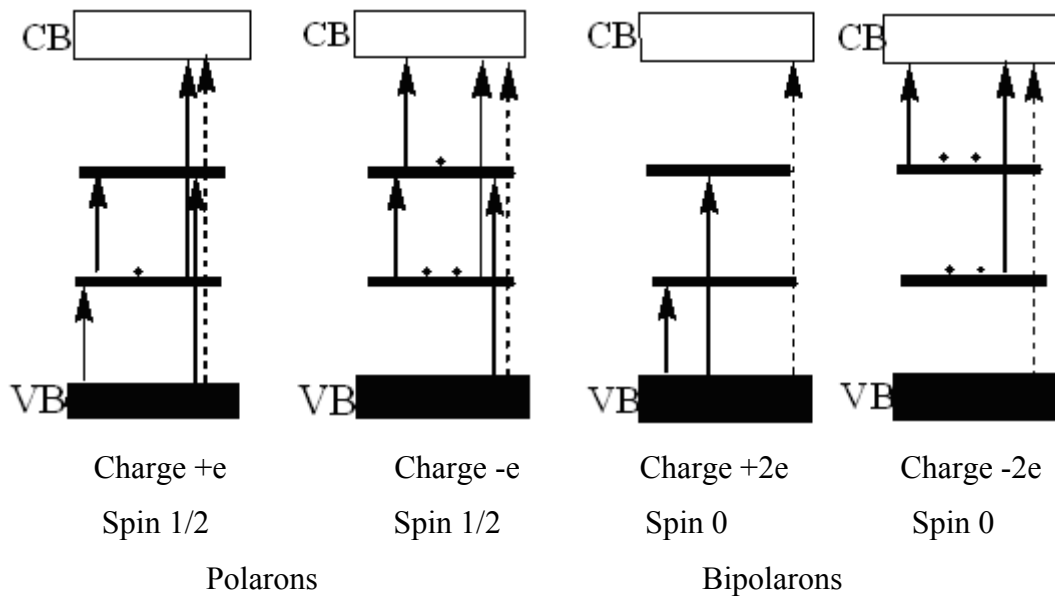 CB CB CB CB
VB VB VB VB
Charge +e Charge -e Charge +2e Charge -2e
Spin 1/2 Spin 1/2 Spin 0 Spin 0
Polarons Bipolarons